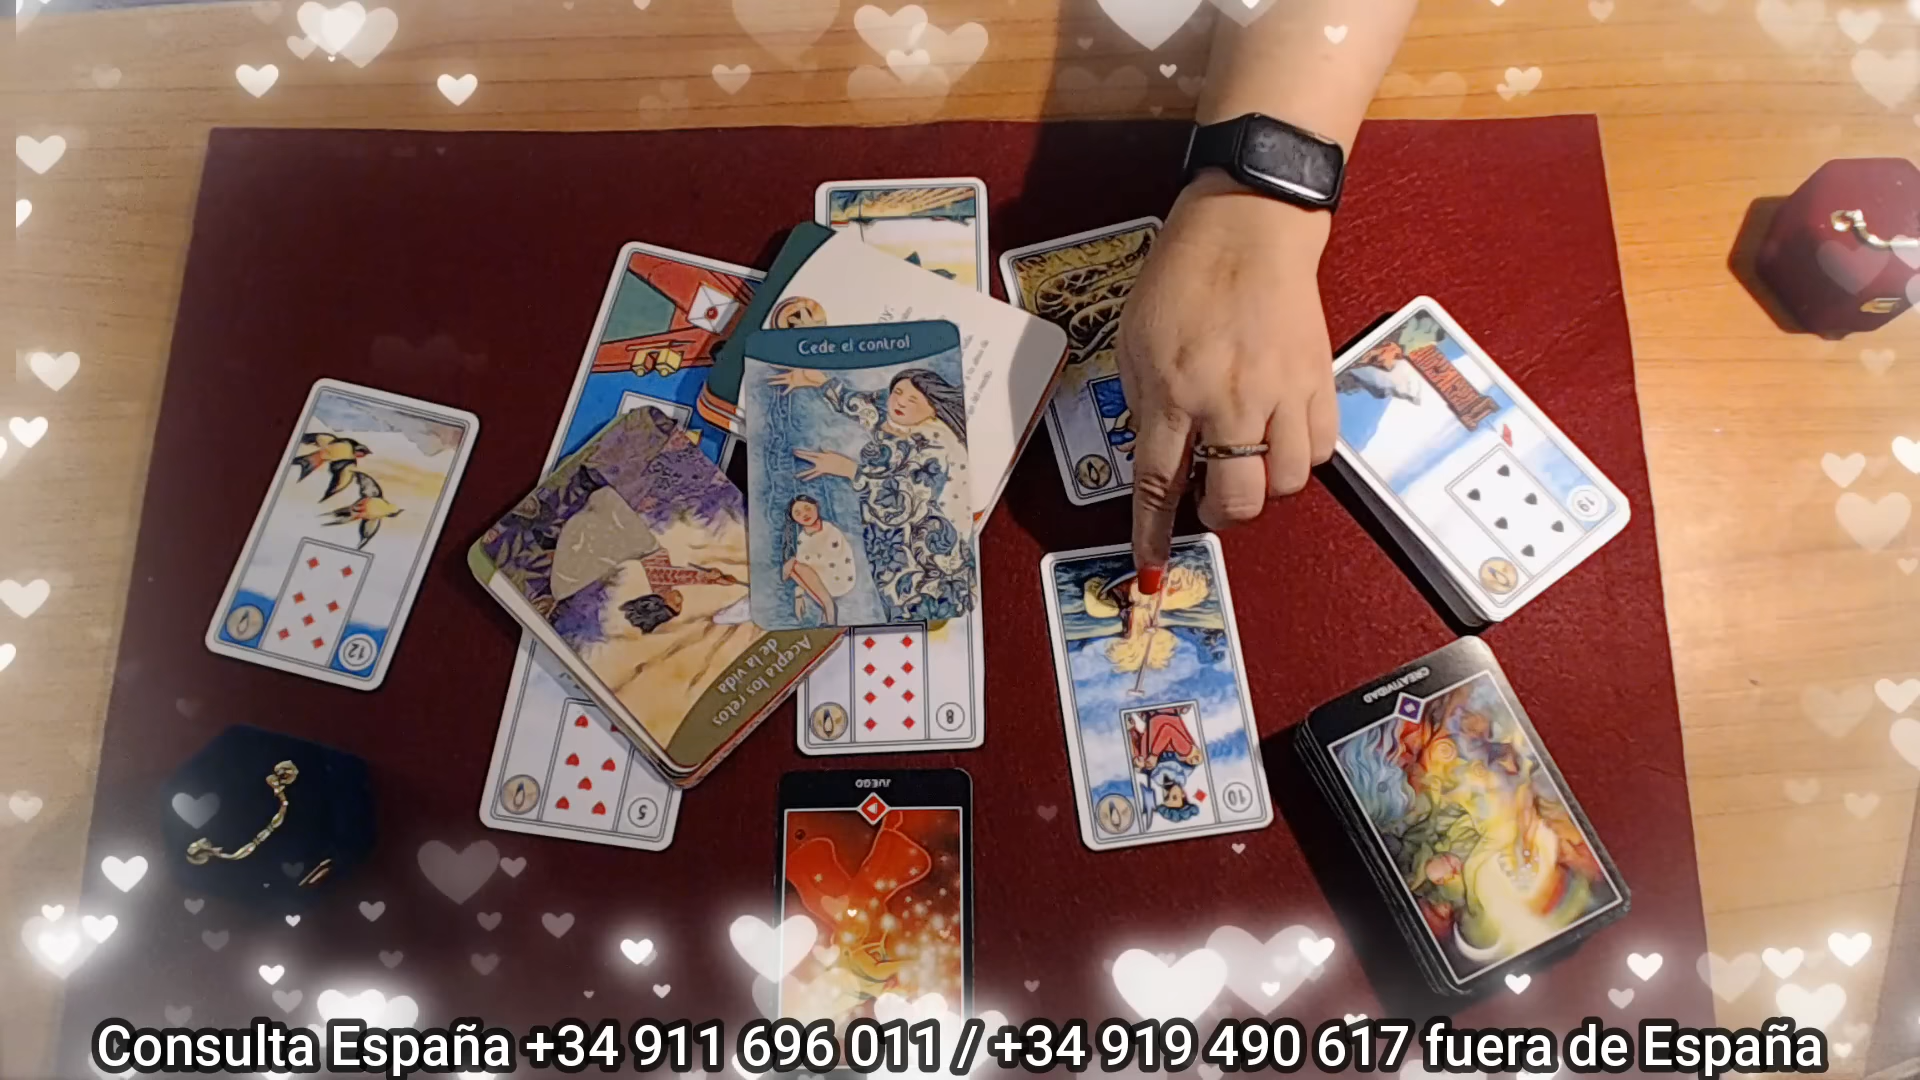 Cede el control
Acepta los retos
de la vida
19
12
8
5
10
CREATIVIDAD
JUEGO
Consulta España +34 911 696 011 / +34 919 490 617 fuera de España